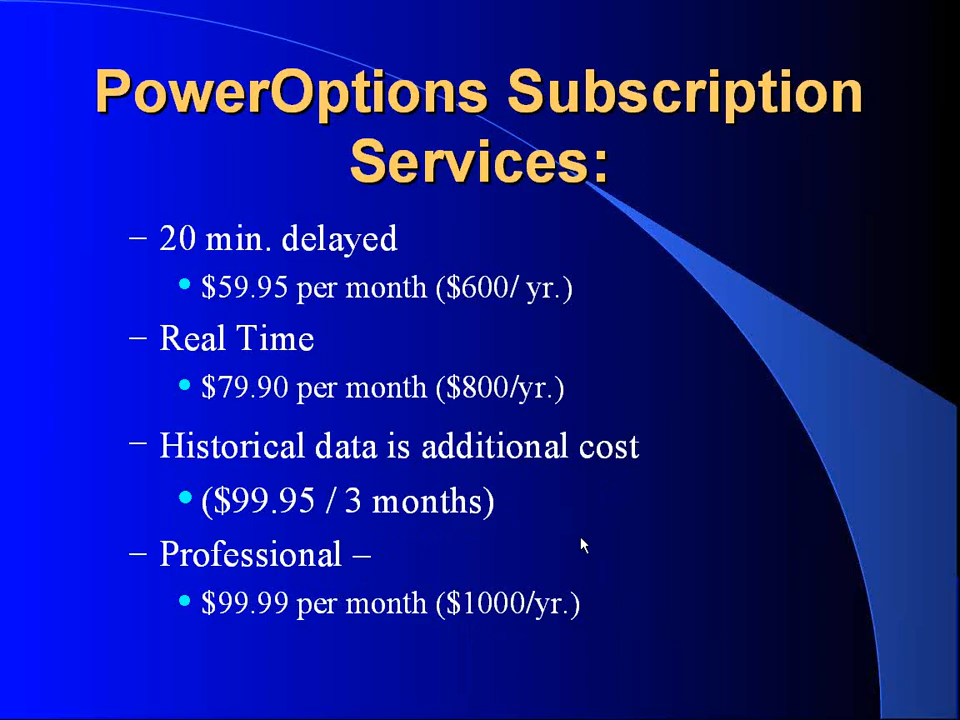 PowerOptions Subscription
Services:
– 20 min. delayed
• $59.95 per month ($600/ yr.)
– Real Time
• $79.90 per month ($800/yr.)
– Historical data is additional cost
• ($99.95 / 3 months)
– Professional –
• $99.99 per month ($1000/yr.)